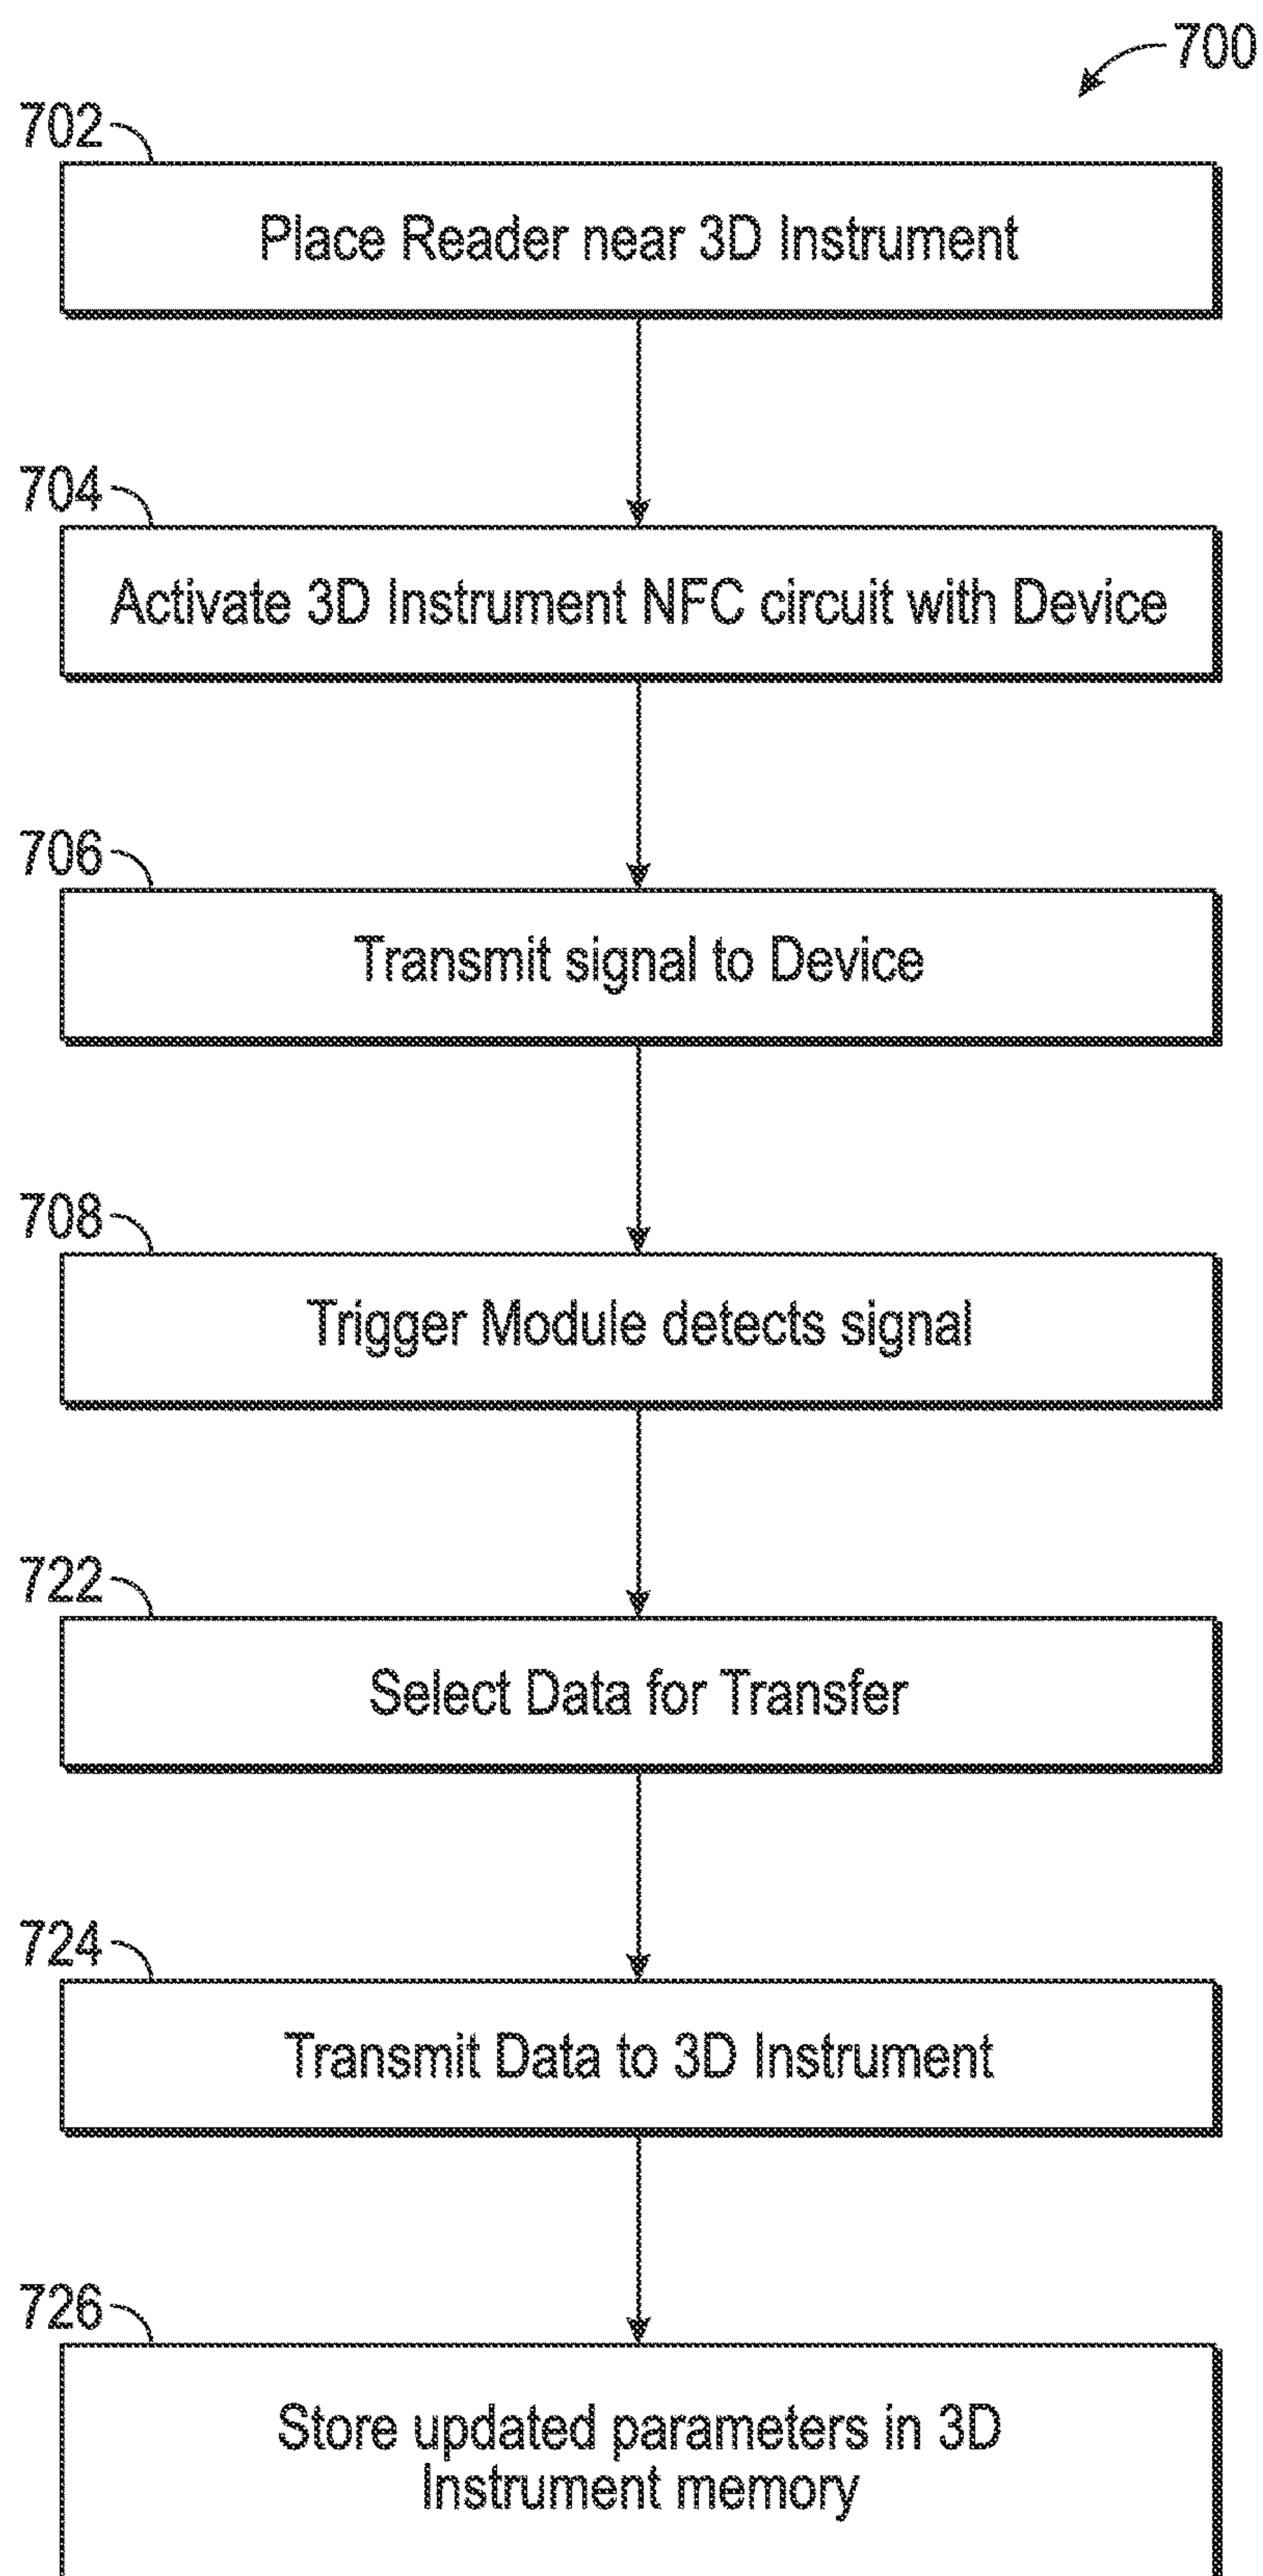 700
702
Place Reader near 3D Instrument
704
Activate 3D Instrument NFC circuit with Device
706
Transmit signal to Device
708
Trigger Module detects signal
722
Select Data for Transfer
724
Transmit Data to 3D Instrument
726
Store updated parameters in 3D
Instrument memory